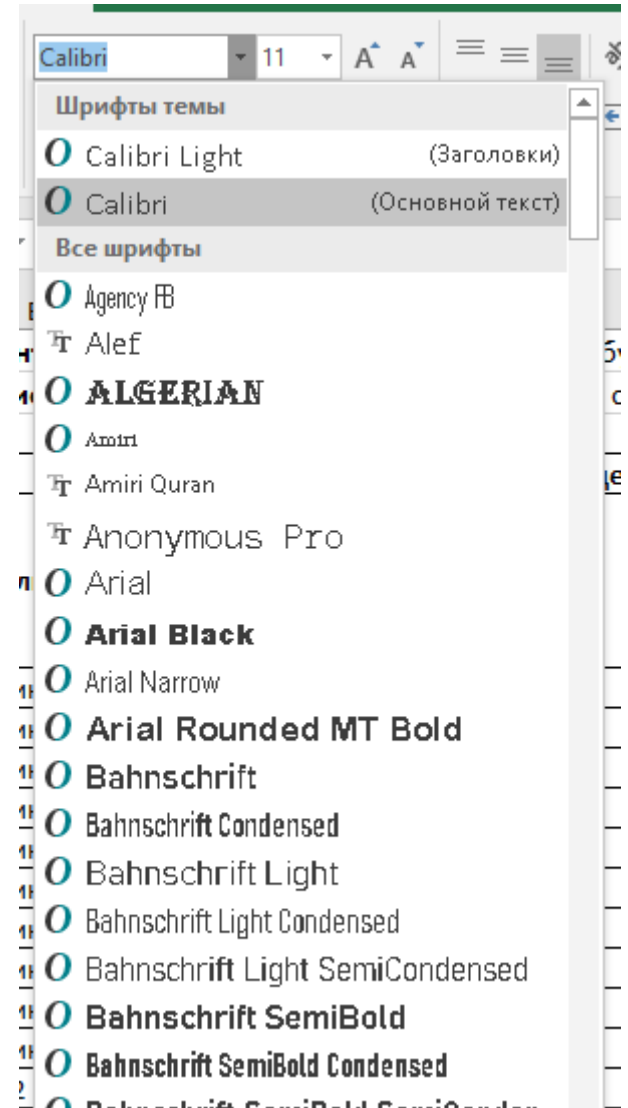 Calibri 11
Шрифты темы
Calibri Light (Заголовки)
Calibri (Основной текст)
Все шрифты
Agency FB
Alef
ALGERIAN
Amiri
Amiri Quran
Anonymous Pro
Arial
Arial Black
Arial Narrow
Arial Rounded MT Bold
Bahnschrift
Bahnschrift Condensed
Bahnschrift Light
Bahnschrift Light Condensed
Bahnschrift Light SemiCondensed
Bahnschrift SemiBold
Bahnschrift SemiBold Condensed